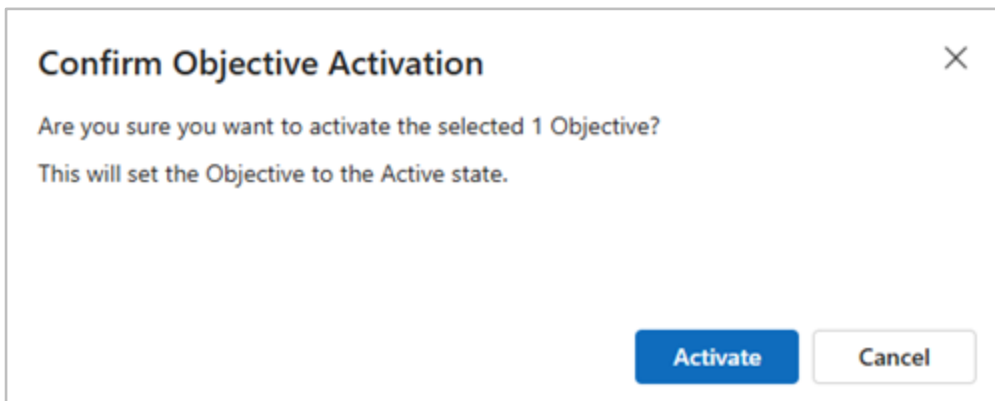 Confirm Objective Activation
Are you sure you want to activate the selected 1 Objective?
This will set the Objective to the Active state.
Activate Cancel